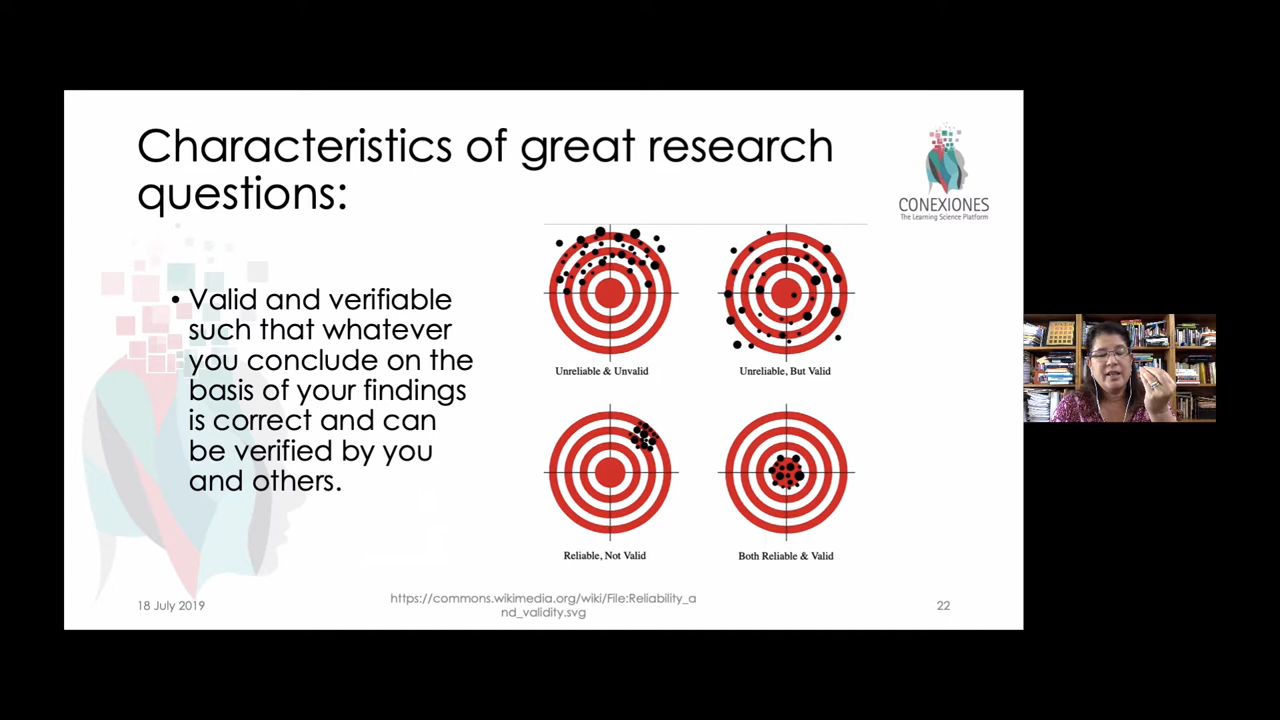 Characteristics of great research
questions:
CONEXIONES
The Learning Science Platform
• Valid and verifiable
such that whatever
you conclude on the
basis of your findings
is correct and can
be verified by you
and others.
Unreliable & Unvalid
Unreliable, But Valid
Reliable, Not Valid
Both Reliable & Valid
18 July 2019
https://commons.wikimedia.org/wiki/File:Reliability_a
nd_validity.svg
22